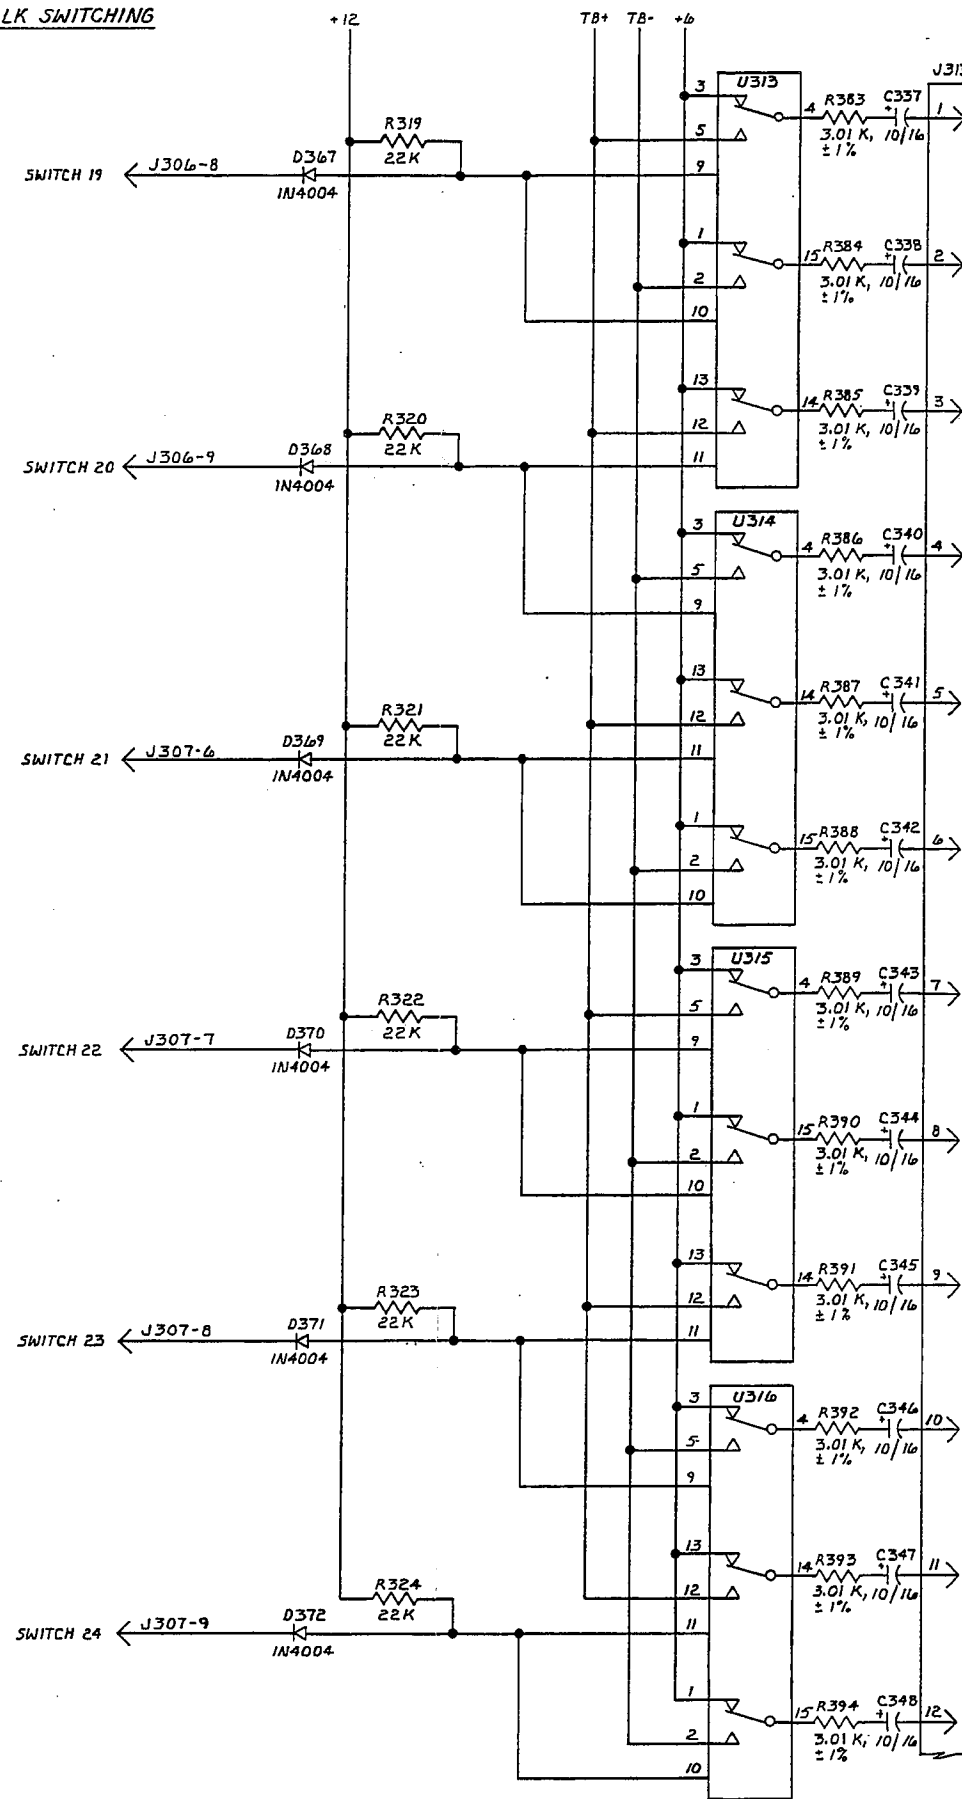 LK SWITCHING
+12
TB+ TB- +6
J313
U313
3
4 R383 C337 1
3.01 K, 10/16
± 1%
+
5
R319
22K
D367
1N4004
SWITCH 19 J306-8
9
1
15 R384 C338 2
3.01 K, 10/16
± 1%
+
2
10
13
14 R385 C339 3
3.01 K, 10/16
± 1%
+
12
R320
22K
D368
1N4004
SWITCH 20 J306-9
11
U314
3
4 R386 C340 4
3.01 K, 10/16
± 1%
+
5
9
13
14 R387 C341 5
3.01 K, 10/16
± 1%
+
12
R321
22K
D369
1N4004
SWITCH 21 J307-6
11
1
15 R388 C342 6
3.01 K, 10/16
± 1%
+
2
10
U315
3
4 R389 C343 7
3.01 K, 10/16
± 1%
+
5
R322
22K
D370
1N4004
SWITCH 22 J307-7
9
1
15 R390 C344 8
3.01 K, 10/16
± 1%
+
2
10
13
14 R391 C345 9
3.01 K, 10/16
± 1%
+
12
R323
22K
D371
1N4004
SWITCH 23 J307-8
11
U316
3
4 R392 C346 10
3.01 K, 10/16
± 1%
+
5
9
13
14 R393 C347 11
3.01 K, 10/16
± 1%
+
12
R324
22K
D372
1N4004
SWITCH 24 J307-9
11
1
15 R394 C348 12
3.01 K, 10/16
± 1%
+
2
10